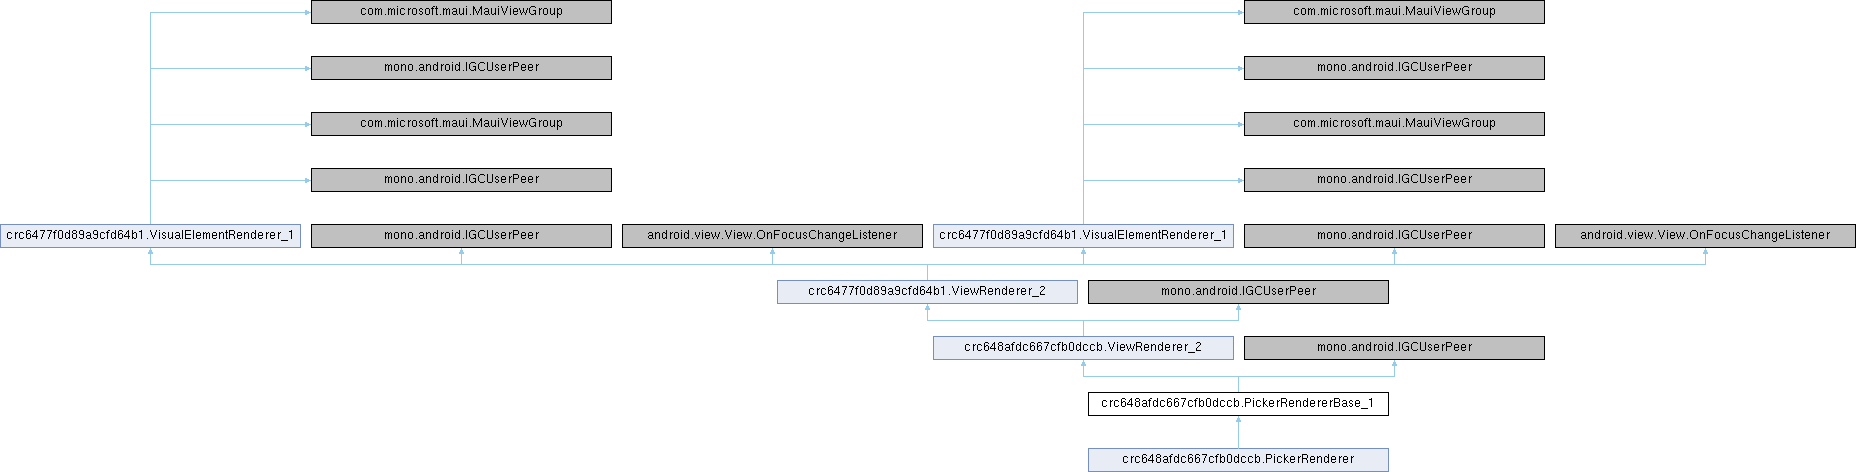 com.microsoft.maui.MauiViewGroup com.microsoft.maui.MauiViewGroup
mono.android.IGCUserPeer mono.android.IGCUserPeer
com.microsoft.maui.MauiViewGroup com.microsoft.maui.MauiViewGroup
mono.android.IGCUserPeer mono.android.IGCUserPeer
crc6477f0d89a9cfd64b1.VisualElementRenderer_1 mono.android.IGCUserPeer android.view.View.OnFocusChangeListener crc6477f0d89a9cfd64b1.VisualElementRenderer_1 mono.android.IGCUserPeer android.view.View.OnFocusChangeListener
crc6477f0d89a9cfd64b1.ViewRenderer_2 mono.android.IGCUserPeer
crc648afdc667cfb0dccb.ViewRenderer_2 mono.android.IGCUserPeer
crc648afdc667cfb0dccb.PickerRendererBase_1
crc648afdc667cfb0dccb.PickerRenderer